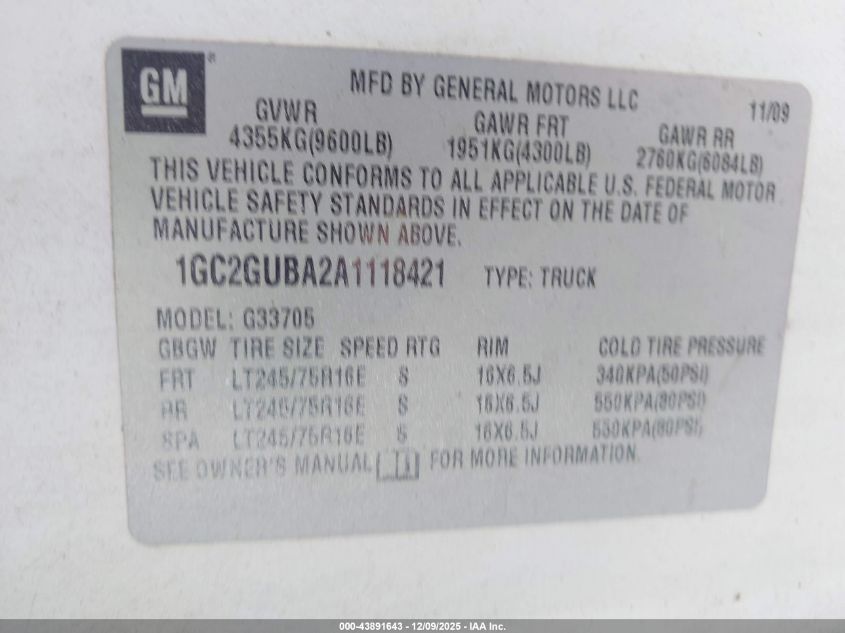 GM®
MFD BY GENERAL MOTORS LLC
11/09
GVWR GAWR FRT GAWR RR
4355KG(9600LB) 1951KG(4300LB) 2760KG(6084LB)
THIS VEHICLE CONFORMS TO ALL APPLICABLE U.S. FEDERAL MOTOR
VEHICLE SAFETY STANDARDS IN EFFECT ON THE DATE OF
MANUFACTURE SHOWN ABOVE.
1GC2GUBA2A1118421 TYPE: TRUCK
MODEL: G33705
GBGW TIRE SIZE SPEED RTG RIM COLD TIRE PRESSURE
FRT LT245/75R16E S 16X6.5J 340KPA(50PSI)
RR LT245/75R16E S 16X6.5J 550KPA(80PSI)
SPA LT245/75R16E S 16X6.5J 550KPA(80PSI)
SEE OWNER'S MANUAL FOR MORE INFORMATION.
000-43891643 - 12/09/2025 - IAA Inc.